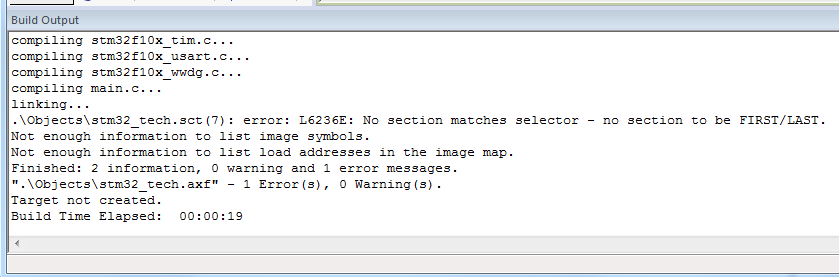 Build Output
compiling stm32f10x_tim.c...
compiling stm32f10x_usart.c...
compiling stm32f10x_wwdg.c...
compiling main.c...
linking...
.\Objects\stm32_tech.sct(7): error: L6236E: No section matches selector - no section to be FIRST/LAST.
Not enough information to list image symbols.
Not enough information to list load addresses in the image map.
Finished: 2 information, 0 warning and 1 error messages.
".\Objects\stm32_tech.axf" - 1 Error(s), 0 Warning(s).
Target not created.
Build Time Elapsed:  00:00:19